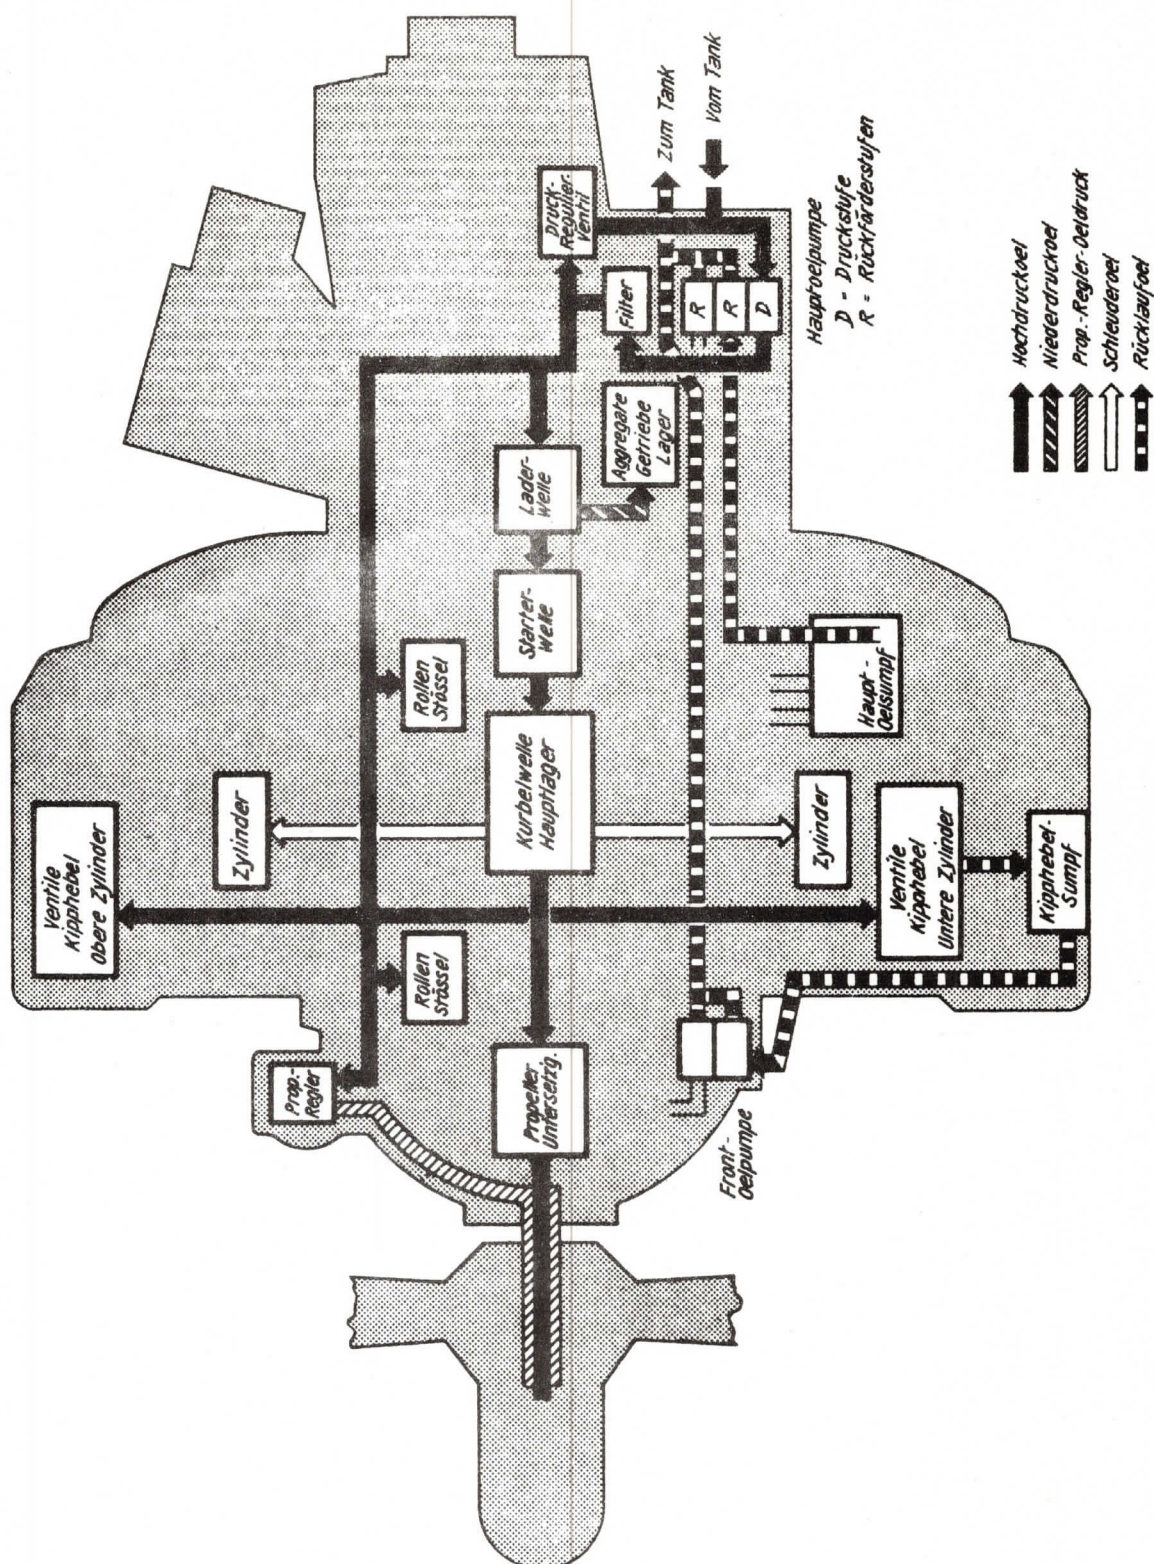 Ventile
Kipphebel
Obere Zylinder
Zylinder
Prop.-
Regler
Rollen
Stössel
Rollen
Stössel
Propeller
Untersetzg.
Kurbelwelle
Hauptlager
Starter-
Welle
Lader-
Welle
Druck-
Regulier-
Ventil
Filter
Aggregate
Getriebe
Lager
R
R
D
Zum Tank
Vom Tank
Hauptoelpumpe
D = Druckstufe
R = Rückförderstufen
Front-
Oelpumpe
Zylinder
Haupt-
Oelsumpf
Ventile
Kipphebel
Untere Zylinder
Kipphebel-
Sumpf
Hochdruckoel
Niederdruckoel
Prop.-Regler-Oeldruck
Schleuderoel
Rücklaufoel